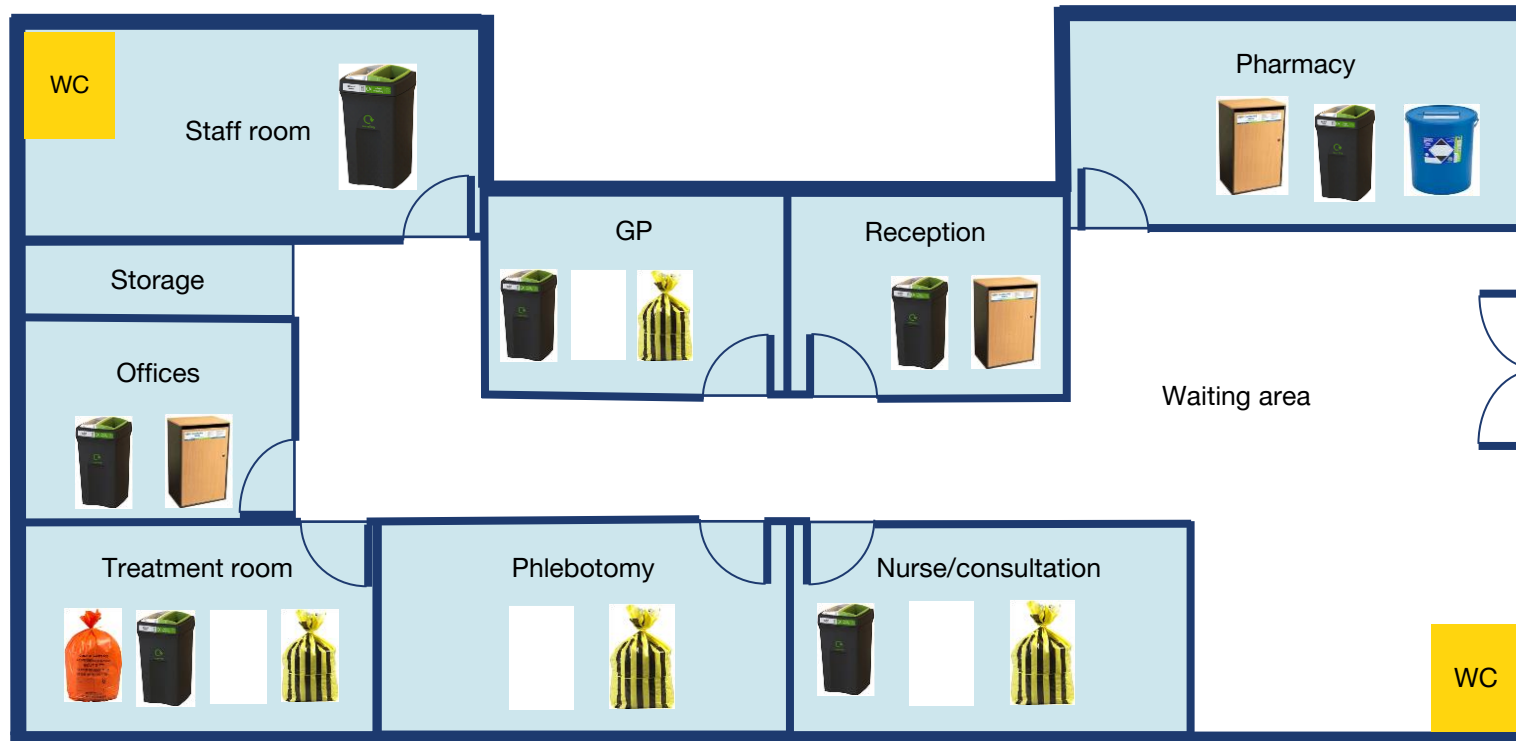 WC
Staff room
Pharmacy
GP
Reception
Storage
Offices
Waiting area
Treatment room
Phlebotomy
Nurse/consultation
WC